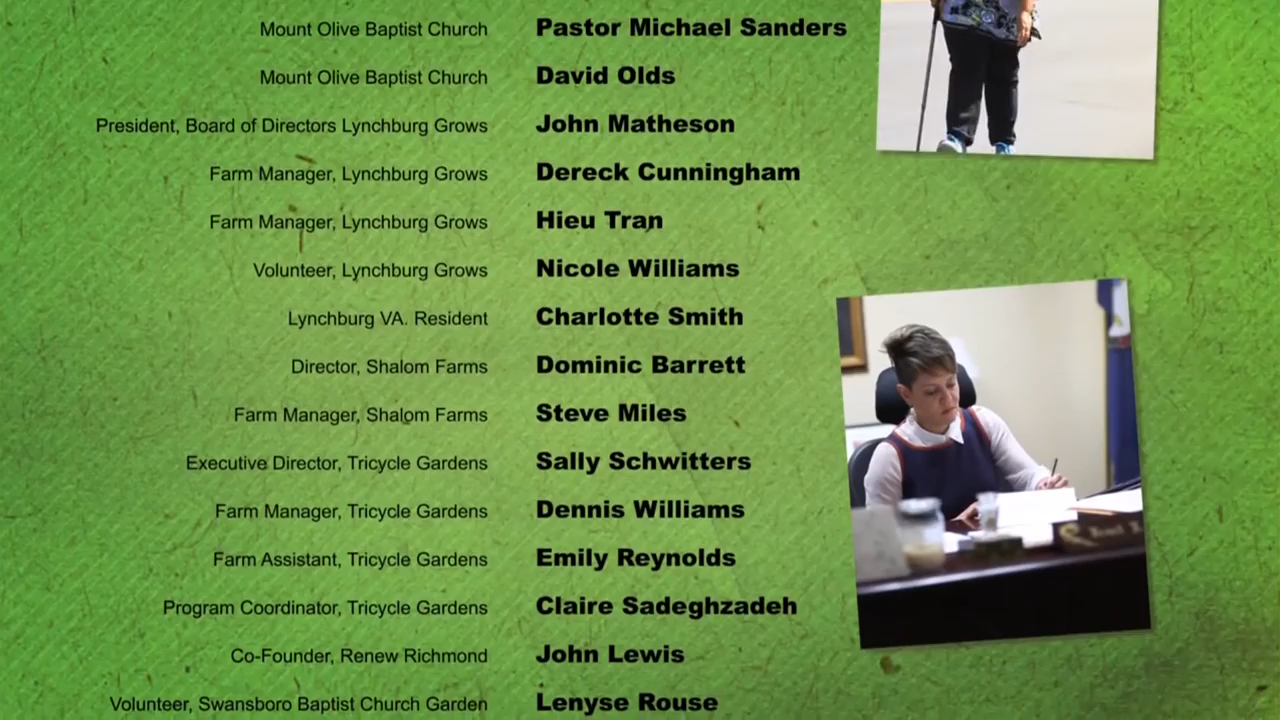 Mount Olive Baptist Church Pastor Michael Sanders
Mount Olive Baptist Church David Olds
President, Board of Directors Lynchburg Grows John Matheson
Farm Manager, Lynchburg Grows Dereck Cunningham
Farm Manager, Lynchburg Grows Hieu Tran
Volunteer, Lynchburg Grows Nicole Williams
Lynchburg VA. Resident Charlotte Smith
Director, Shalom Farms Dominic Barrett
Farm Manager, Shalom Farms Steve Miles
Executive Director, Tricycle Gardens Sally Schwitters
Farm Manager, Tricycle Gardens Dennis Williams
Farm Assistant, Tricycle Gardens Emily Reynolds
Program Coordinator, Tricycle Gardens Claire Sadeghzadeh
Co-Founder, Renew Richmond John Lewis
Volunteer, Swansboro Baptist Church Garden Lenyse Rouse